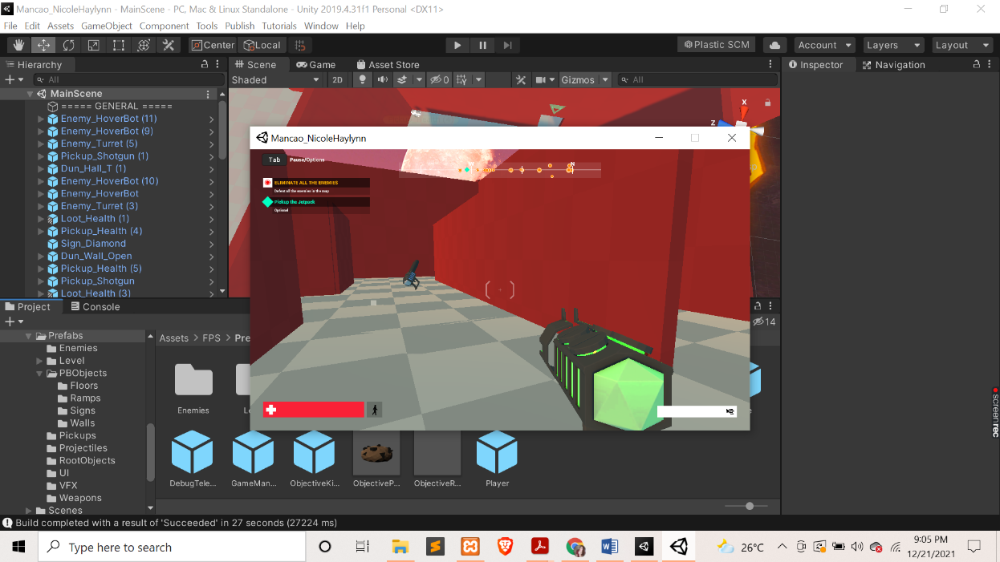 Mancao_NicoleHaylynn - MainScene - PC, Mac & Linux Standalone - Unity 2019.4.31f1 Personal <DX11>
File Edit Assets GameObject Component Tools Publish Tutorials Window Help
Center Local Plastic SCM Account Layers Layout
Hierarchy
All
MainScene
===== GENERAL =====
Enemy_HoverBot (11)
Enemy_HoverBot (9)
Enemy_Turret (5)
Pickup_Shotgun (1)
Dun_Hall_T (1)
Enemy_HoverBot (10)
Enemy_HoverBot
Enemy_Turret (3)
Loot_Health (1)
Pickup_Health (4)
Sign_Diamond
Dun_Wall_Open
Pickup_Health (5)
Pickup_Shotgun
Loot_Health (3)
Scene Game Asset Store
Shaded 2D 0 Gizmos All
X
Z
Inspector Navigation
Mancao_NicoleHaylynn
Tab Pause/Options
N
ELIMINATE ALL THE ENEMIES
Defeat all the enemies in the map
Pickup the Jetpack
Optional
Project Console
14
Prefabs
Enemies
Level
PBObjects
Floors
Ramps
Signs
Walls
Pickups
Projectiles
RootObjects
UI
VFX
Weapons
Scenes
Assets > FPS > Pre
Enemies
DebugTele... GameMan... ObjectiveKi... ObjectiveP... ObjectiveR... Player
Build completed with a result of 'Succeeded' in 27 seconds (27224 ms)
screenrec
Type here to search
26°C
9:05 PM
12/21/2021